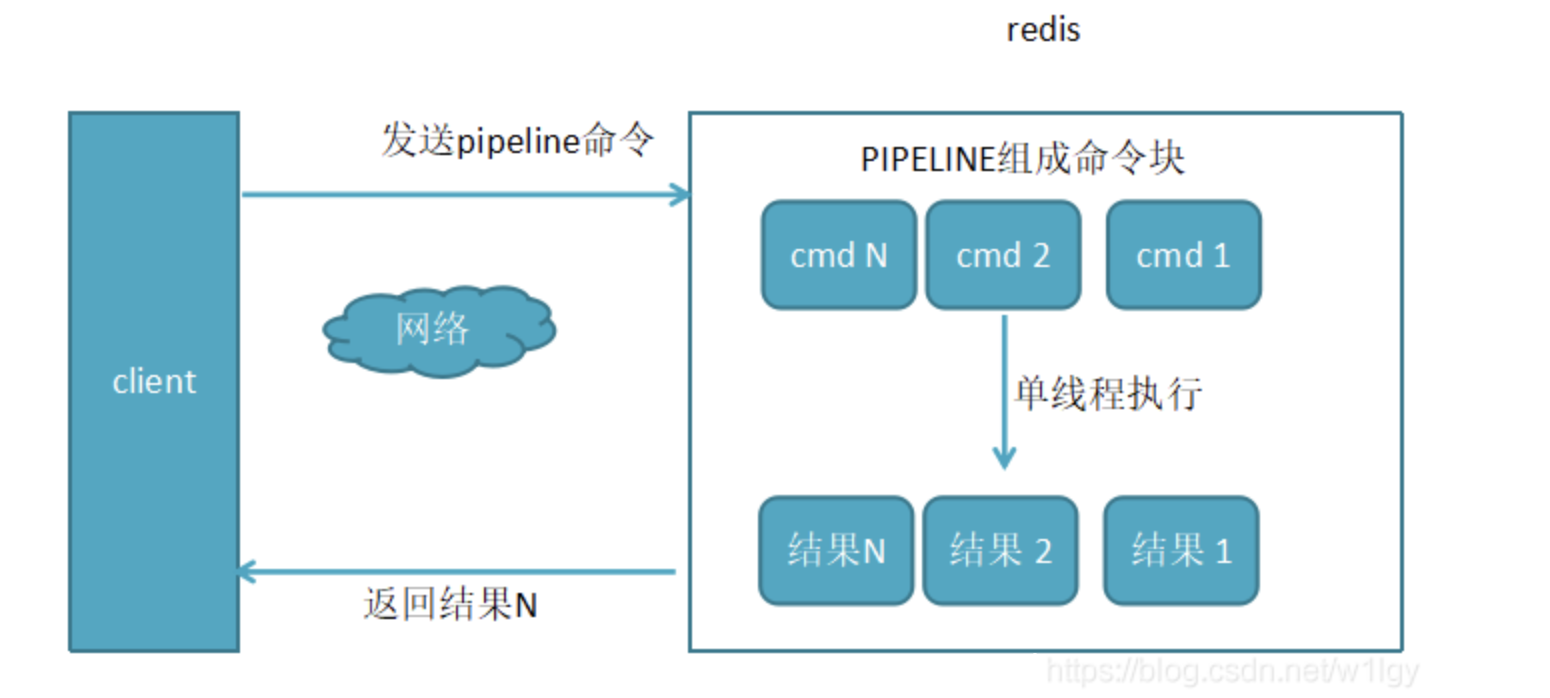 redis
发送pipeline命令
PIPELINE组成命令块
cmd N
cmd 2
cmd 1
网络
client
单线程执行
结果N
结果 2
结果 1
返回结果N
https://blog.csdn.net/w1lgy